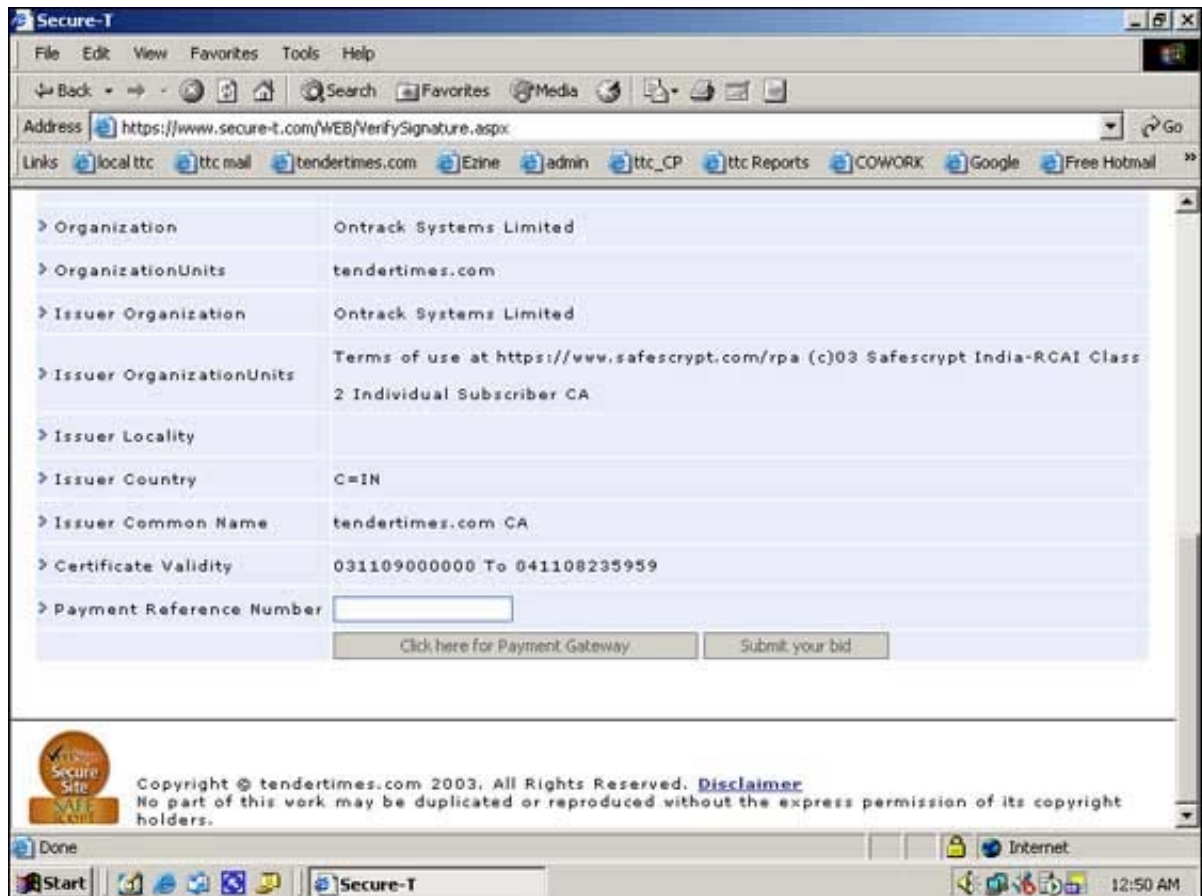 Secure-T
File Edit View Favorites Tools Help
Back Search Favorites Media
Address https://www.secure-t.com/WEB/VerifySignature.aspx Go
Links local ttc ttc mail tendertimes.com Ezine admin ttc_CP ttc Reports COWORK Google Free Hotmail »
Organization Ontrack Systems Limited
OrganizationUnits tendertimes.com
Issuer Organization Ontrack Systems Limited
Issuer OrganizationUnits Terms of use at https://www.safescrypt.com/rpa (c)03 Safescrypt India-RCAI Class
2 Individual Subscriber CA
Issuer Locality
Issuer Country C=IN
Issuer Common Name tendertimes.com CA
Certificate Validity 031109000000 To 041108235959
Payment Reference Number
Click here for Payment Gateway Submit your bid
Secure
Site
SAFE
Copyright @ tendertimes.com 2003. All Rights Reserved. Disclaimer
No part of this work may be duplicated or reproduced without the express permission of its copyright
holders.
Done Internet
Start Secure-T 12:50 AM